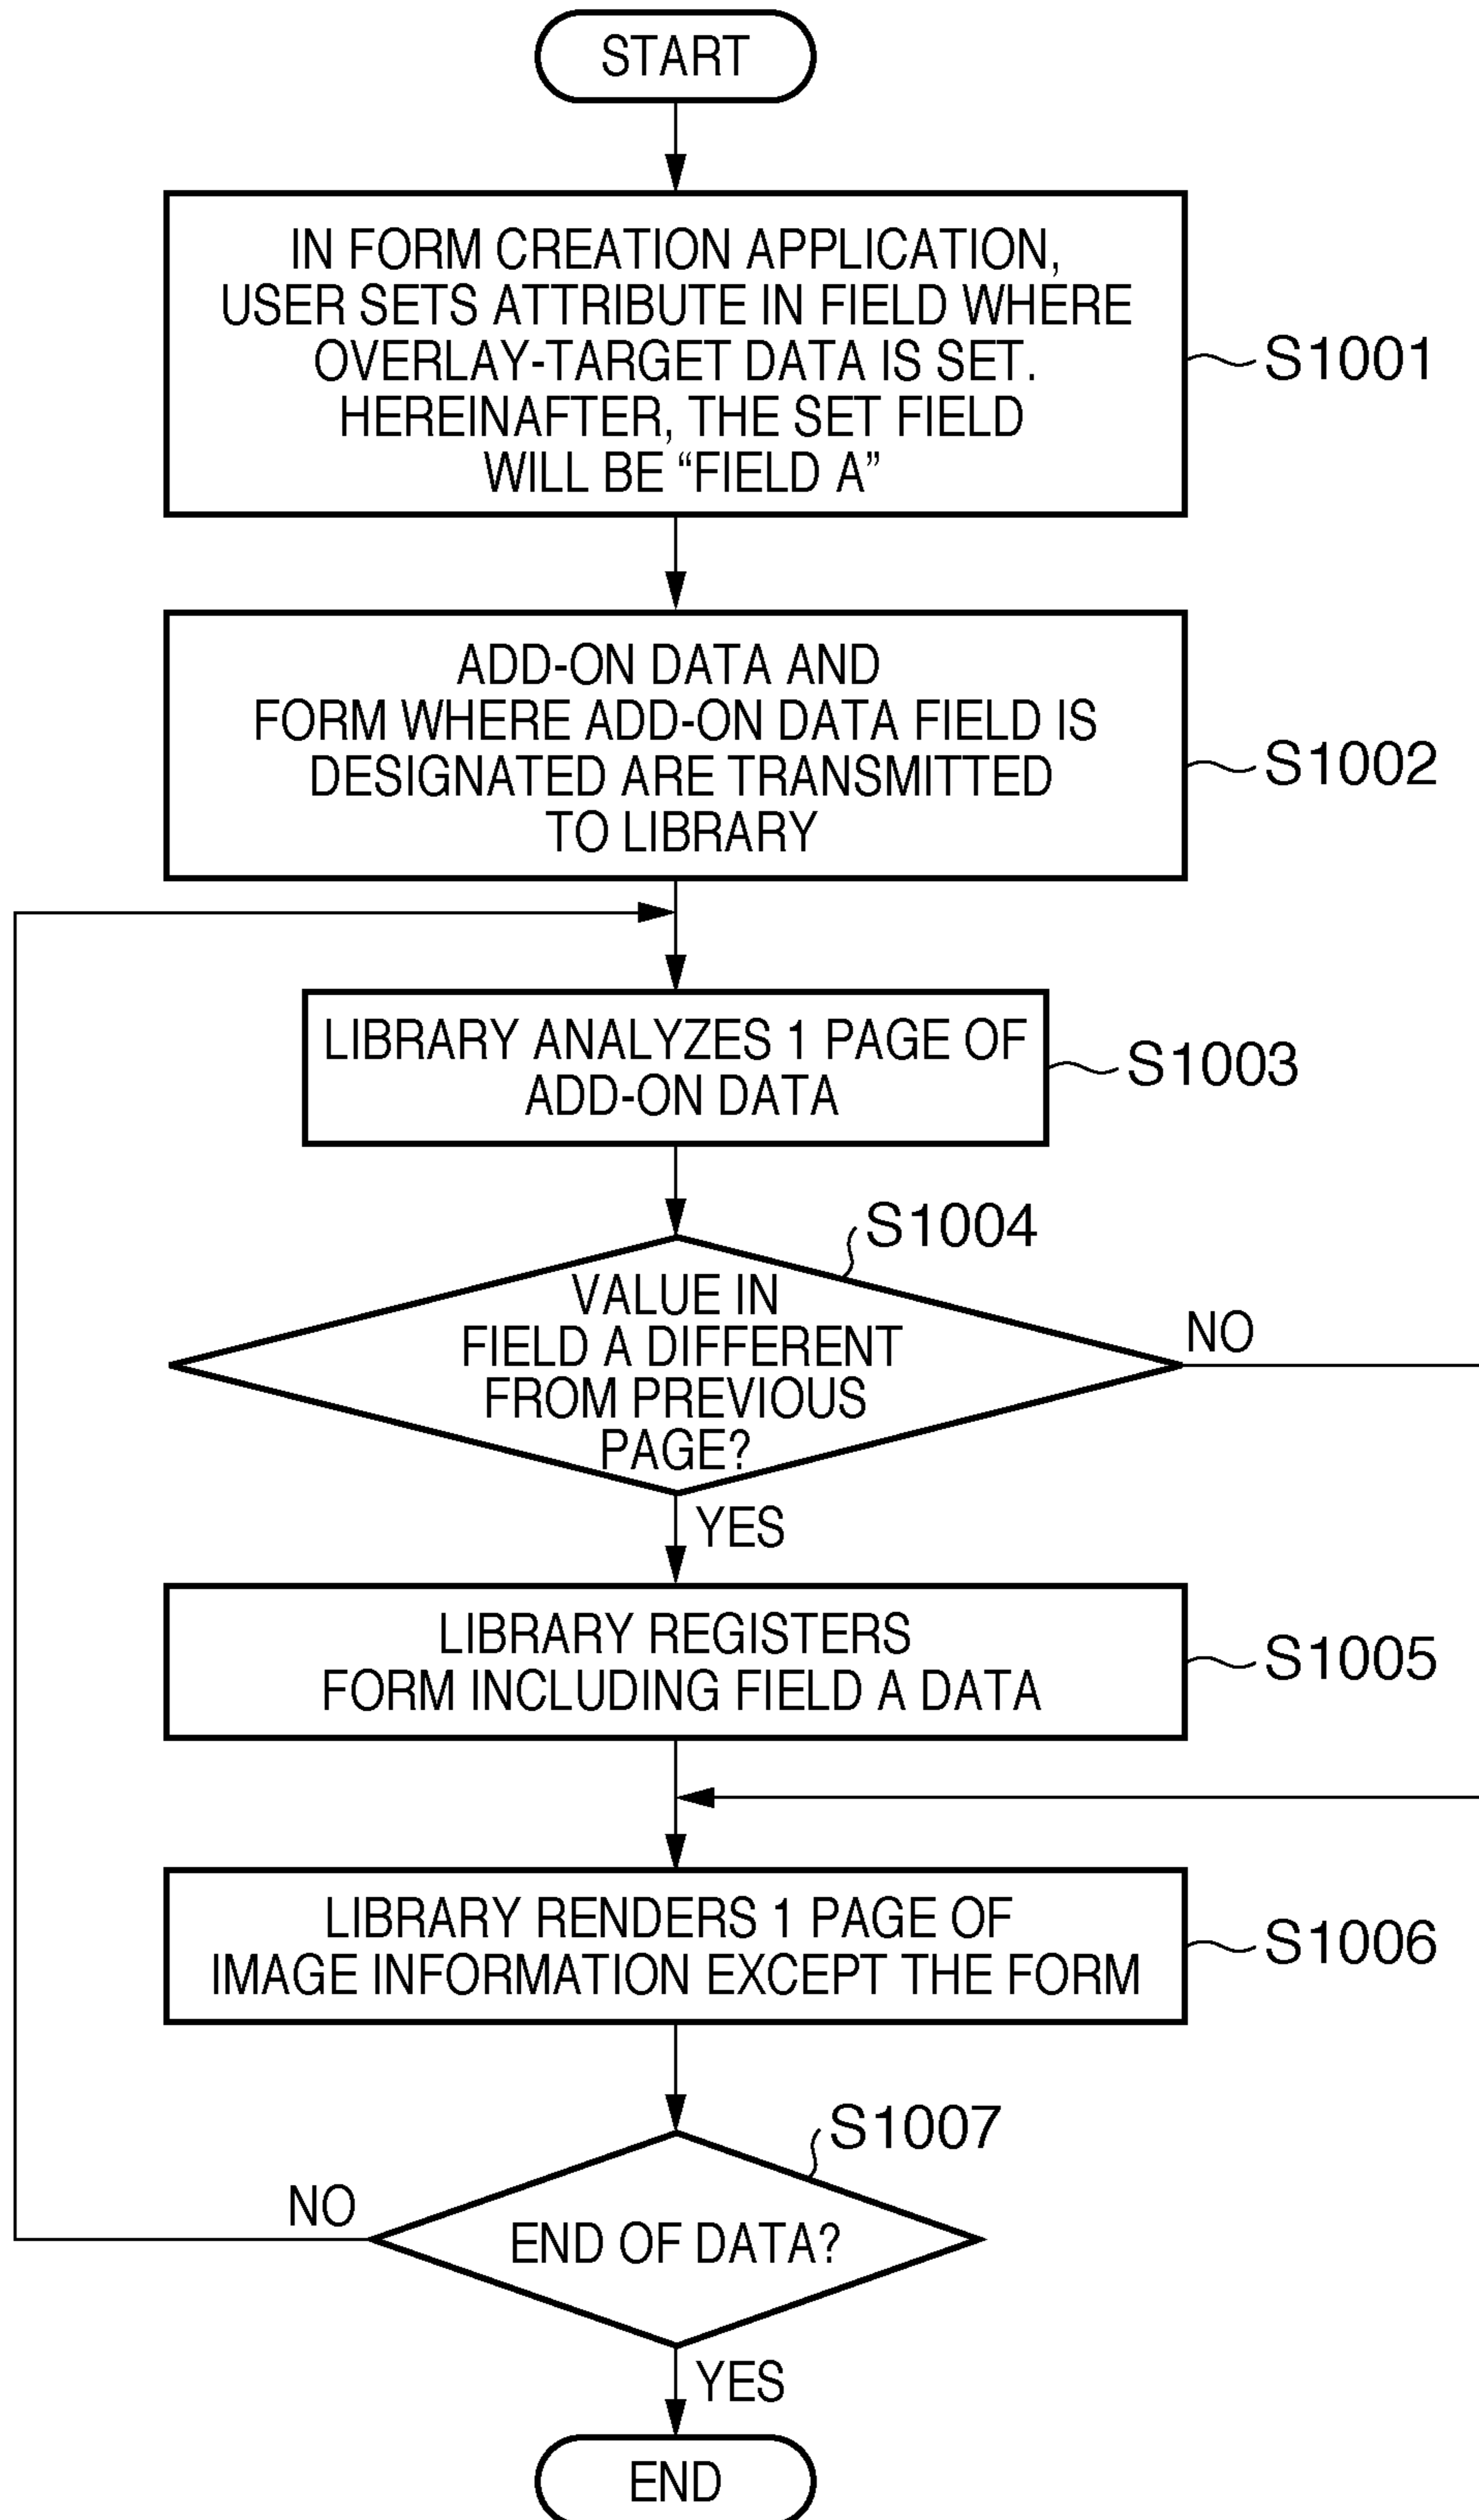 START
IN FORM CREATION APPLICATION,
USER SETS ATTRIBUTE IN FIELD WHERE
OVERLAY-TARGET DATA IS SET.
HEREINAFTER, THE SET FIELD
WILL BE “FIELD A”
S1001
ADD-ON DATA AND
FORM WHERE ADD-ON DATA FIELD IS
DESIGNATED ARE TRANSMITTED
TO LIBRARY
S1002
LIBRARY ANALYZES 1 PAGE OF
ADD-ON DATA
S1003
S1004
VALUE IN
FIELD A DIFFERENT
FROM PREVIOUS
PAGE?
NO
YES
LIBRARY REGISTERS
FORM INCLUDING FIELD A DATA
S1005
LIBRARY RENDERS 1 PAGE OF
IMAGE INFORMATION EXCEPT THE FORM
S1006
S1007
NO
END OF DATA?
YES
END